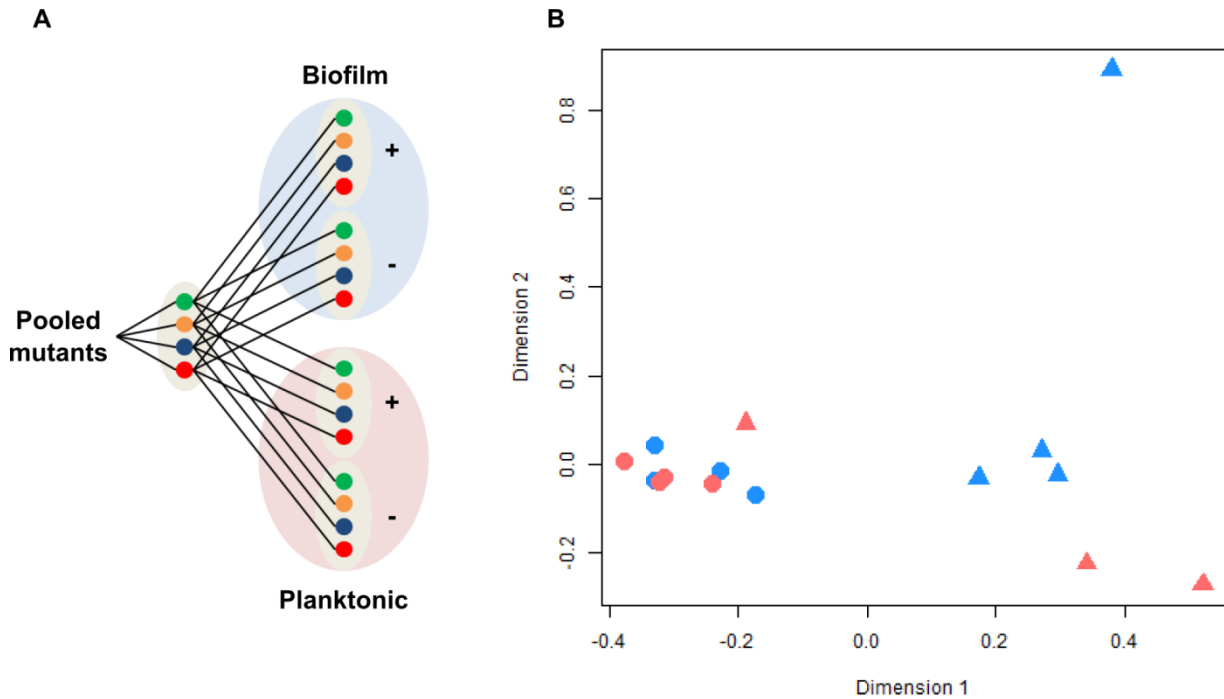 A
Biofilm
+
-
Pooled
mutants
+
-
Planktonic
B
Dimension 2
0.8
0.6
0.4
0.2
0.0
-0.2
-0.4
-0.2
0.0
0.2
0.4
Dimension 1